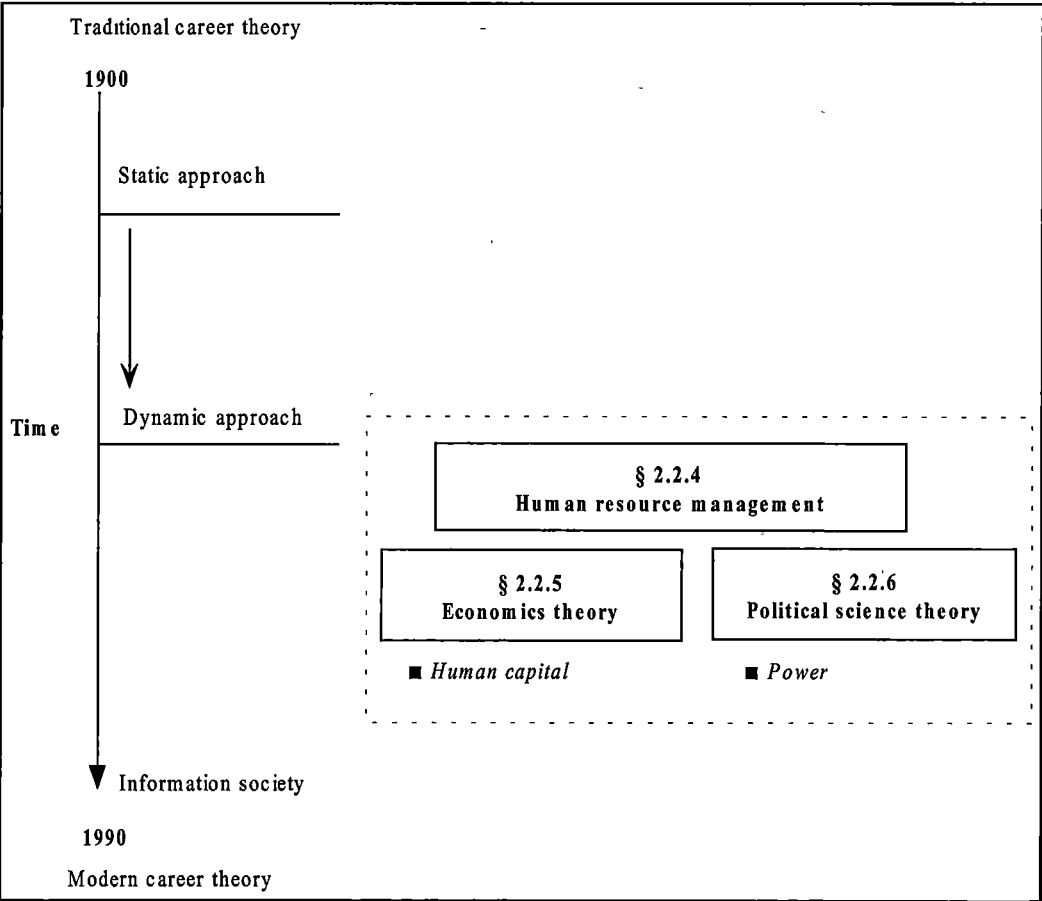 Traditional career theory
1900
Static approach
Dynamic approach
Time
§ 2.2.4
Human resource management
§ 2.2.5
Economics theory
§ 2.2.6
Political science theory
■ Human capital
■ Power
Information society
1990
Modern career theory